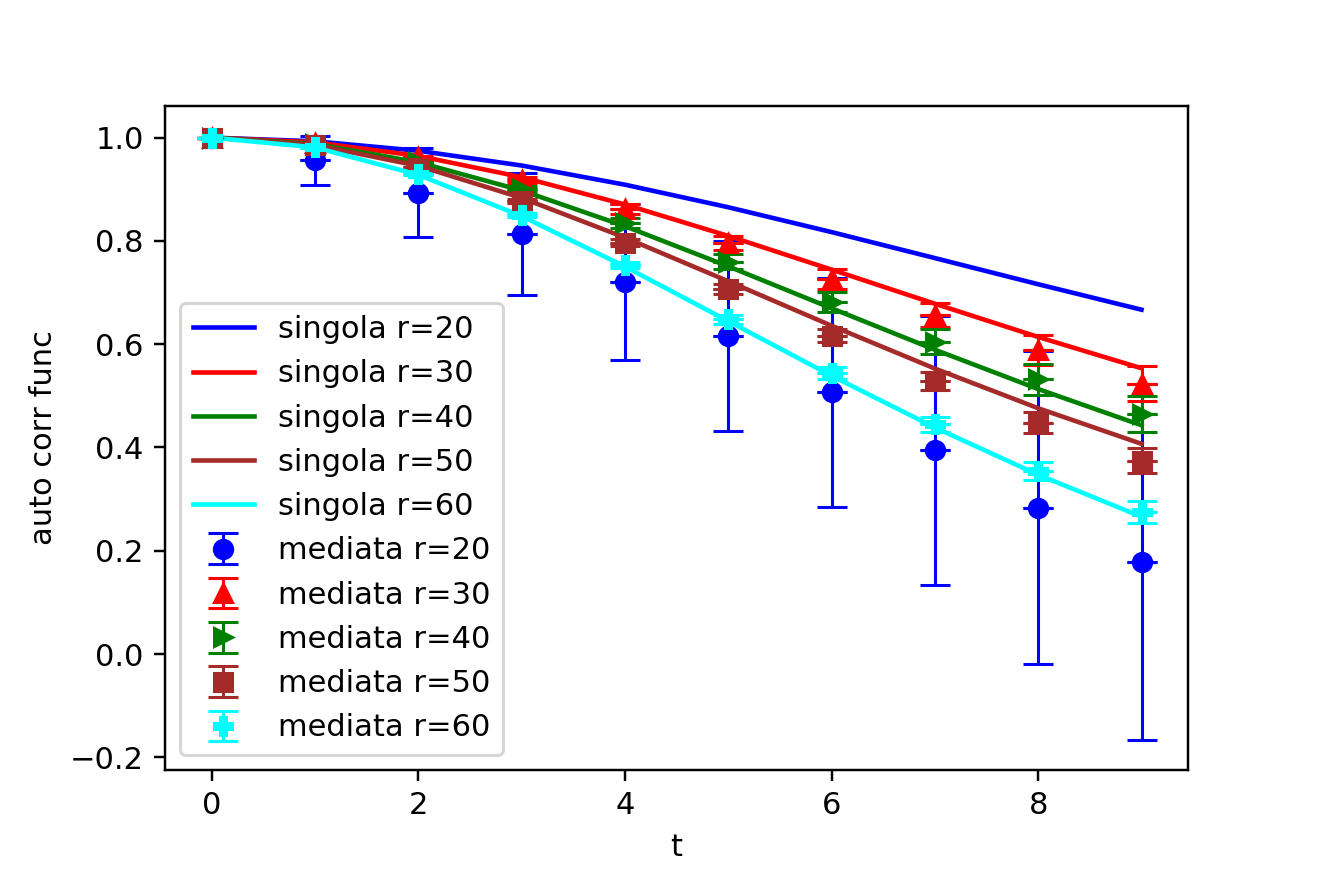 1.0
0.8
0.6
0.4
0.2
0.0
−0.2
auto corr func
singola r=20
singola r=30
singola r=40
singola r=50
singola r=60
mediata r=20
mediata r=30
mediata r=40
mediata r=50
mediata r=60
0 2 4 6 8
t